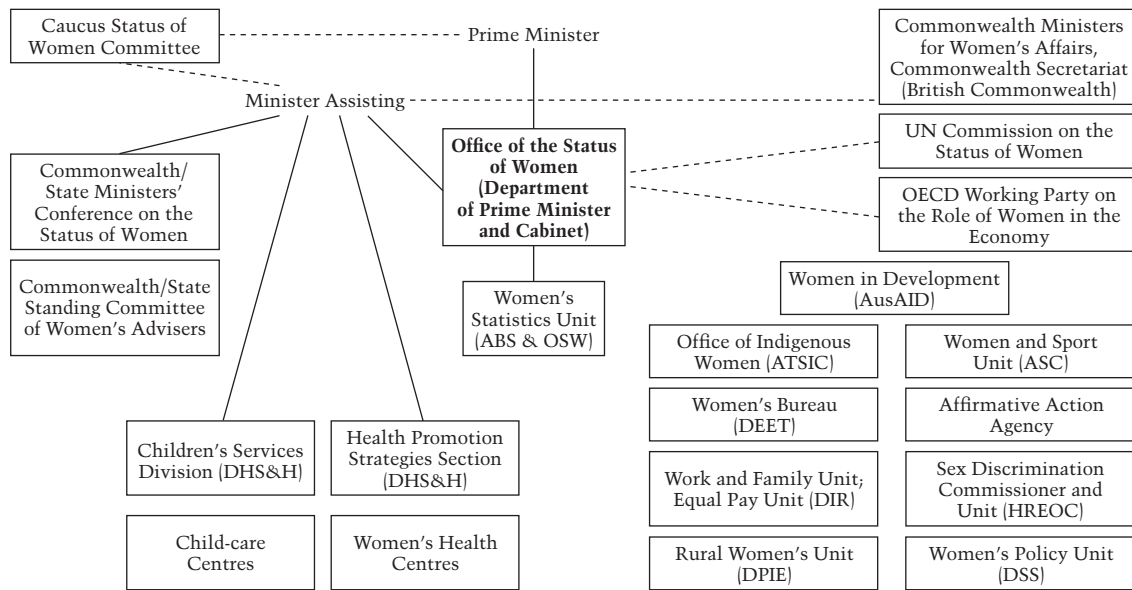 Caucus Status of
Women Committee
Prime Minister
Commonwealth Ministers
for Women's Affairs,
Commonwealth Secretariat
(British Commonwealth)
Minister Assisting
Office of the Status
of Women
(Department
of Prime Minister
and Cabinet)
UN Commission on the
Status of Women
OECD Working Party on
the Role of Women in the
Economy
Commonwealth/
State Ministers'
Conference on the
Status of Women
Commonwealth/State
Standing Committee
of Women's Advisers
Women's
Statistics Unit
(ABS & OSW)
Women in Development
(AusAID)
Office of Indigenous
Women (ATSIC)
Women and Sport
Unit (ASC)
Women's Bureau
(DEET)
Affirmative Action
Agency
Children's Services
Division (DHS&H)
Health Promotion
Strategies Section
(DHS&H)
Work and Family Unit;
Equal Pay Unit (DIR)
Sex Discrimination
Commissioner and
Unit (HREOC)
Child-care
Centres
Women's Health
Centres
Rural Women's Unit
(DPIE)
Women's Policy Unit
(DSS)